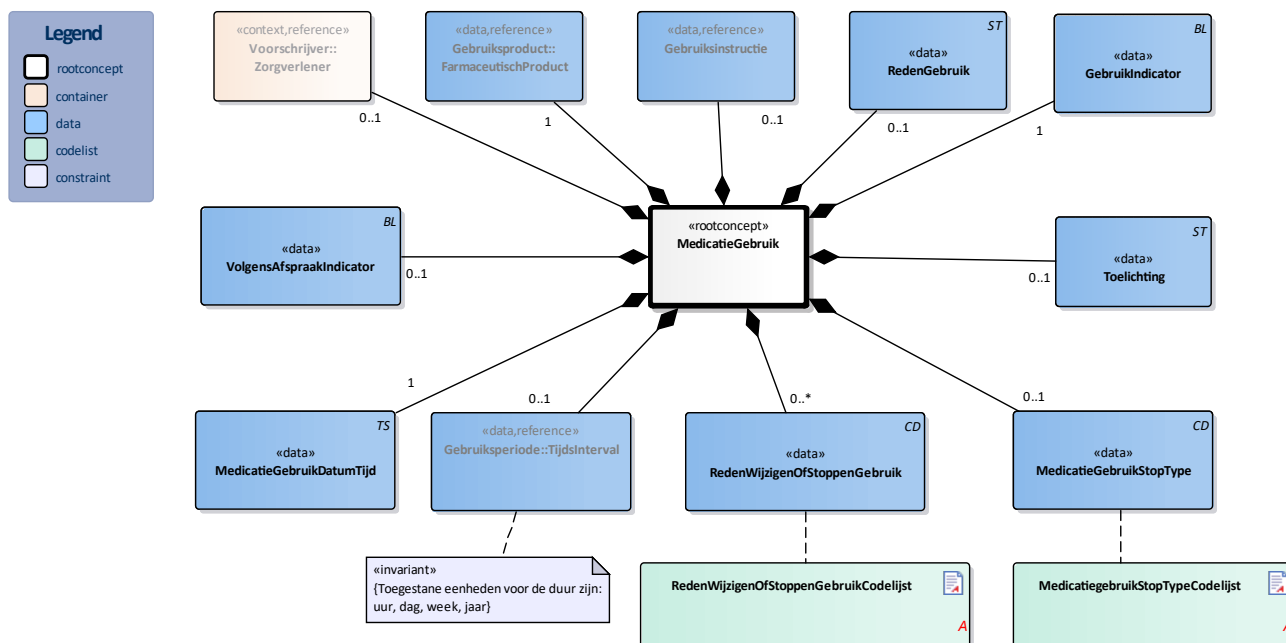 Legend
rootconcept
container
data
codelist
constraint
«context,reference»
Voorschrijver::
Zorgverlener
«data,reference»
Gebruiksproduct::
FarmaceutischProduct
«data,reference»
Gebruiksinstructie
ST
«data»
RedenGebruik
BL
«data»
GebruikIndicator
0..1
1
0..1
0..1
1
BL
«data»
VolgensAfspraakIndicator
0..1
«rootconcept»
MedicatieGebruik
ST
«data»
Toelichting
0..1
1
0..1
0..*
0..1
TS
«data»
MedicatieGebruikDatumTijd
«data,reference»
Gebruiksperiode::TijdsInterval
CD
«data»
RedenWijzigenOfStoppenGebruik
CD
«data»
MedicatieGebruikStopType
«invariant»
{Toegestane eenheden voor de duur zijn:
uur, dag, week, jaar}
RedenWijzigenOfStoppenGebruikCodelijst
A
MedicatiegebruikStopTypeCodelijst
A